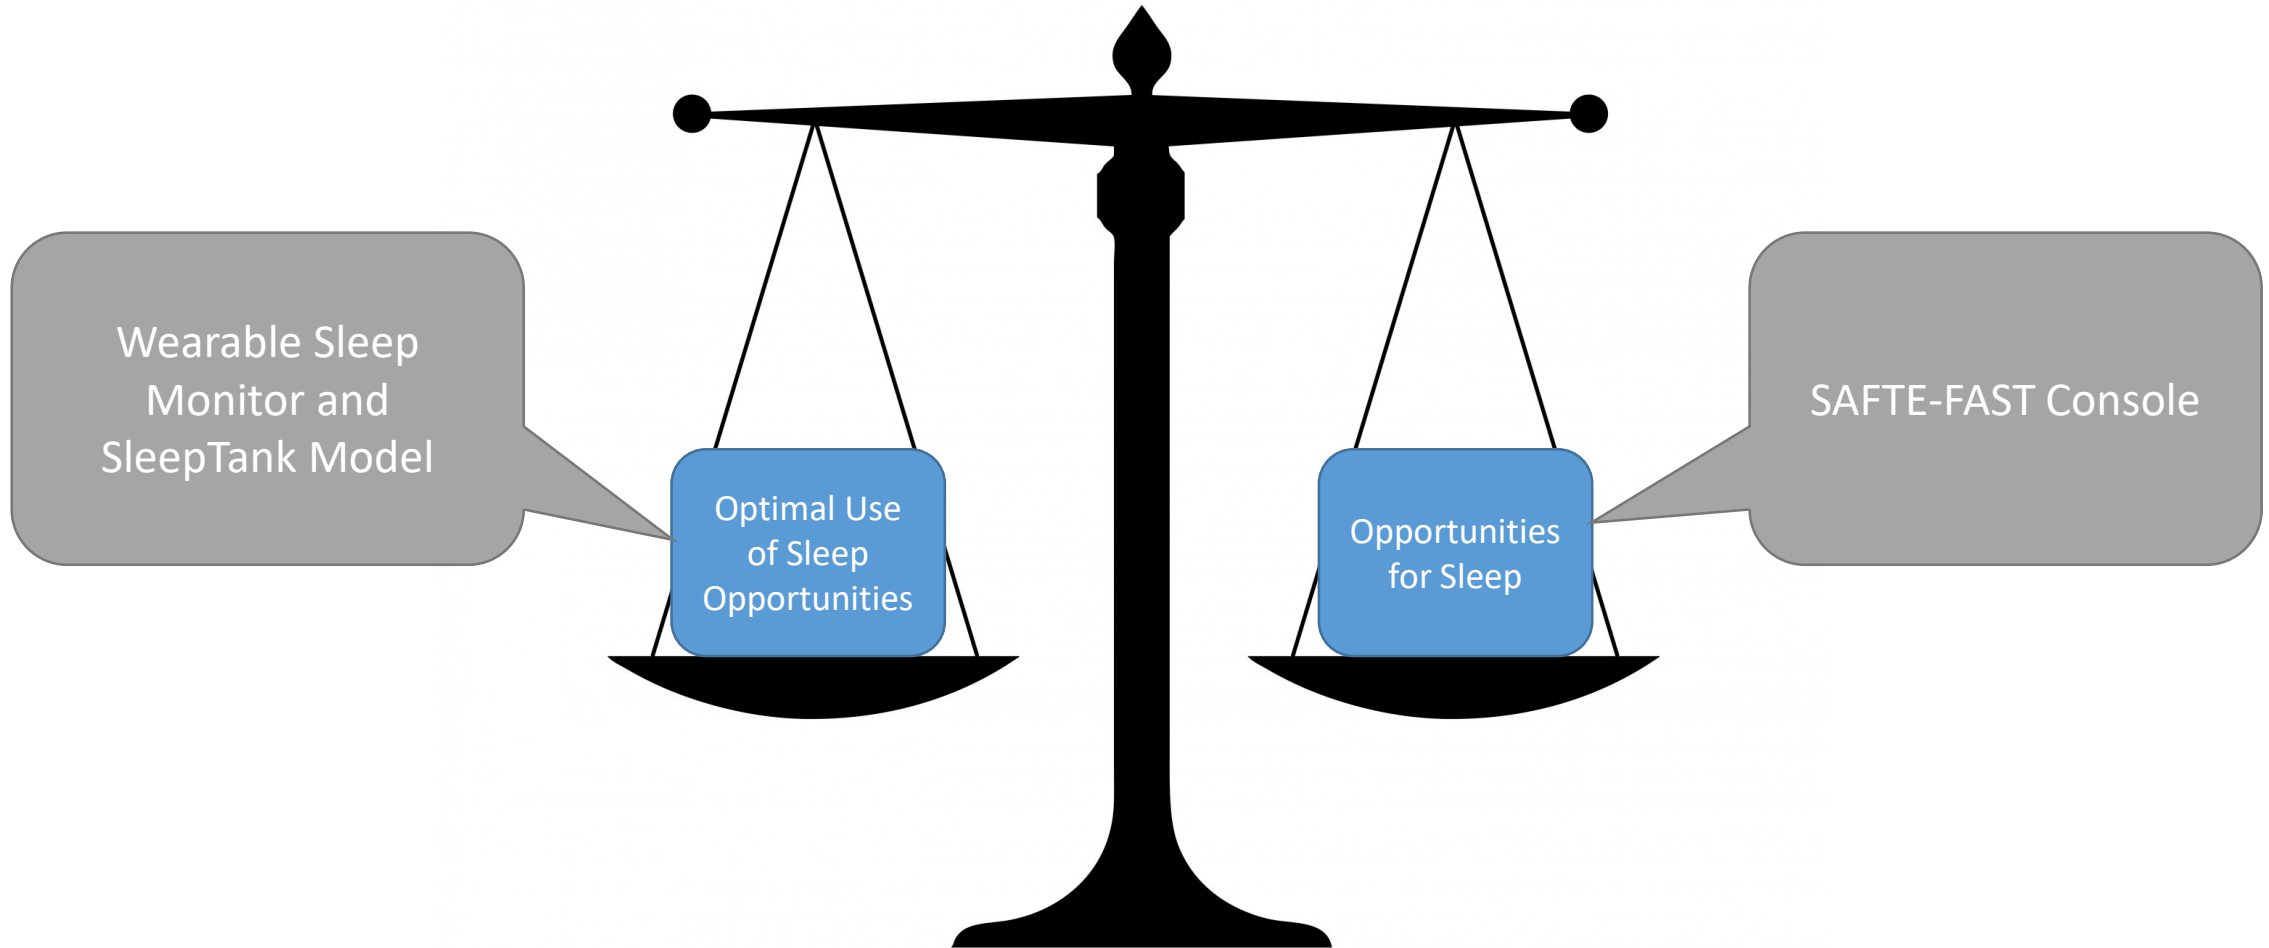 Wearable Sleep
Monitor and
SleepTank Model
Optimal Use
of Sleep
Opportunities
Opportunities
for Sleep
SAFTE-FAST Console